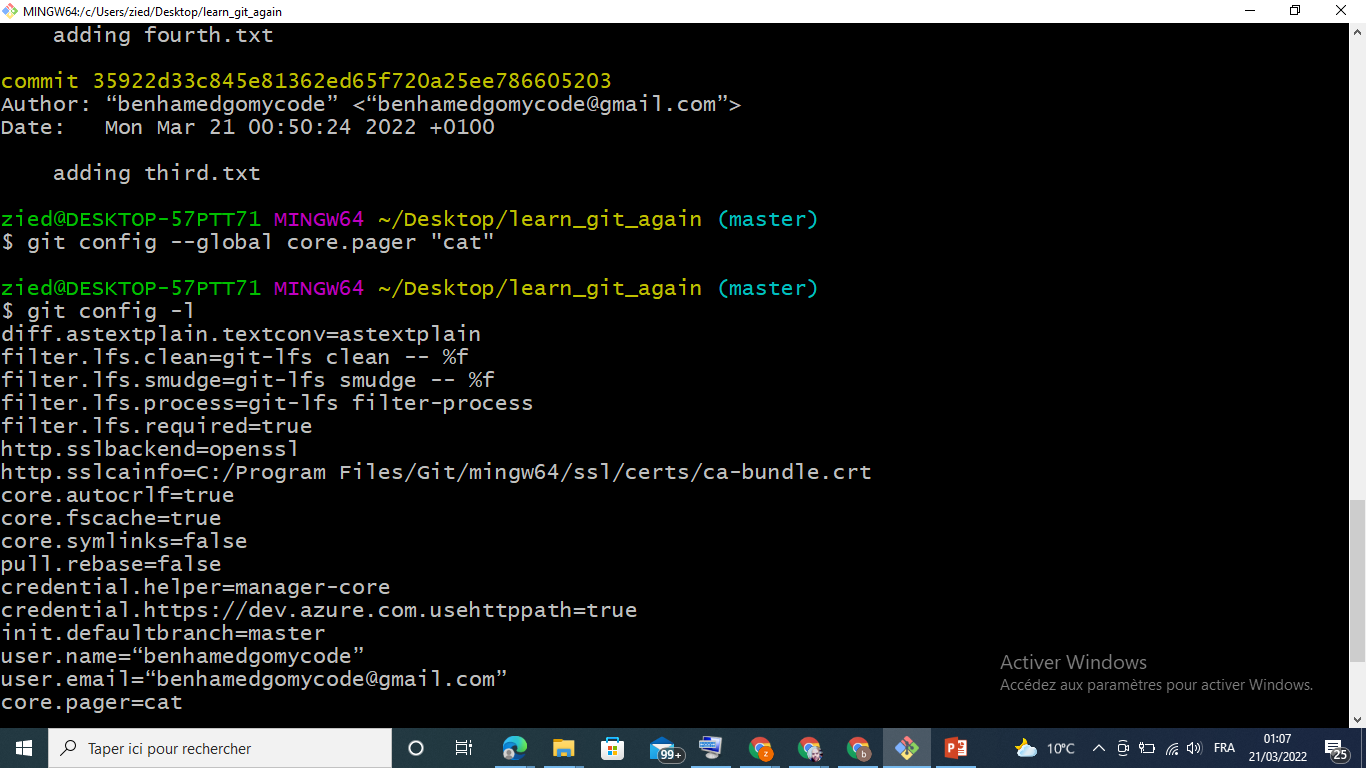 MINGW64:/c/Users/zied/Desktop/learn_git_again
adding fourth.txt
commit 35922d33c845e81362ed65f720a25ee786605203
Author: “benhamedgomycode” <“benhamedgomycode@gmail.com”>
Date:   Mon Mar 21 00:50:24 2022 +0100
adding third.txt
zied@DESKTOP-57PTT71 MINGW64 ~/Desktop/learn_git_again (master)
$ git config --global core.pager "cat"
zied@DESKTOP-57PTT71 MINGW64 ~/Desktop/learn_git_again (master)
$ git config -l
diff.astextplain.textconv=astextplain
filter.lfs.clean=git-lfs clean -- %f
filter.lfs.smudge=git-lfs smudge -- %f
filter.lfs.process=git-lfs filter-process
filter.lfs.required=true
http.sslbackend=openssl
http.sslcainfo=C:/Program Files/Git/mingw64/ssl/certs/ca-bundle.crt
core.autocrlf=true
core.fscache=true
core.symlinks=false
pull.rebase=false
credential.helper=manager-core
credential.https://dev.azure.com.usehttppath=true
init.defaultbranch=master
user.name=“benhamedgomycode”
user.email=“benhamedgomycode@gmail.com”
core.pager=cat
Activer Windows
Accédez aux paramètres pour activer Windows.
Taper ici pour rechercher
99+
z
b
10°C
FRA
01:07
21/03/2022
25